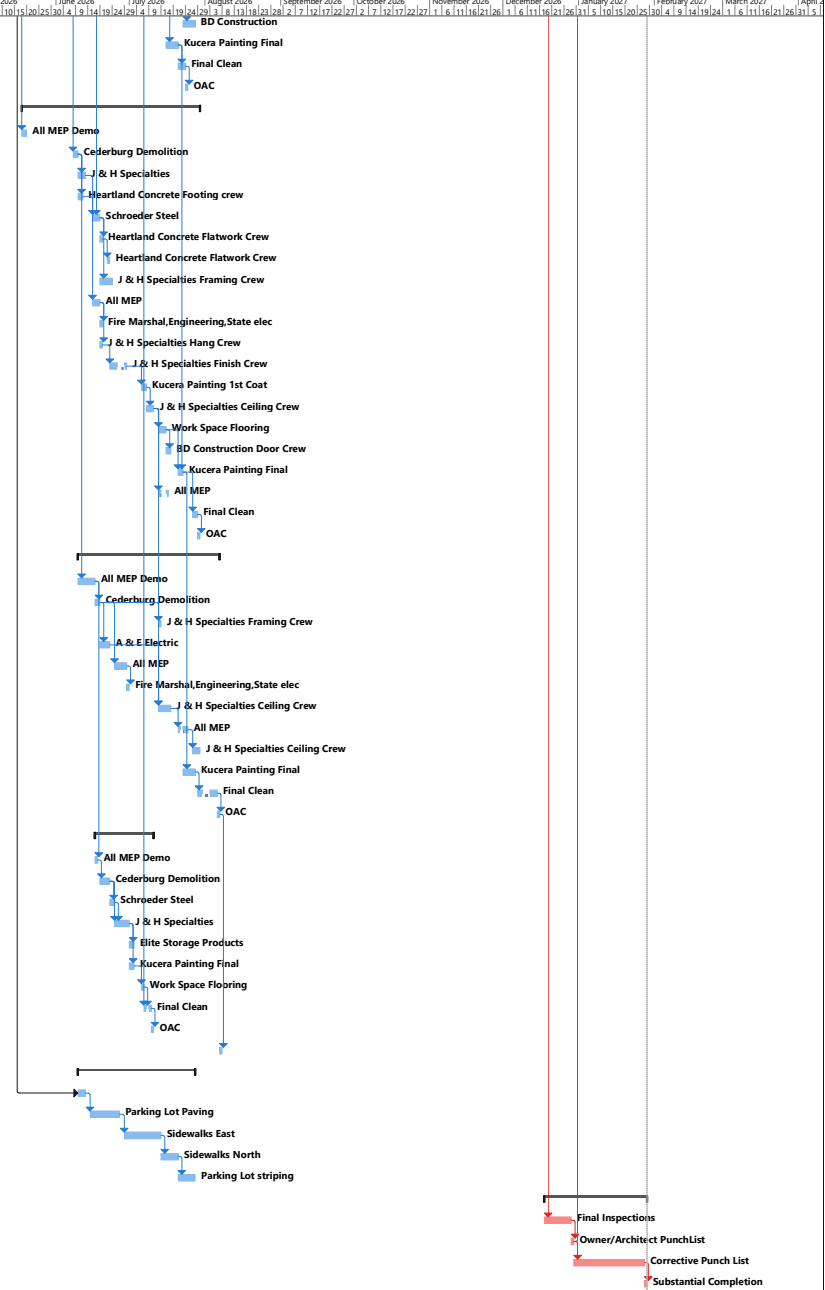 2026 June 2026 July 2026 August 2026 September 2026 October 2026 November 2026 December 2026 January 2027 February 2027 March 2027 April 2
10 15 20 25 30 4 9 14 19 24 29 4 9 14 19 24 29 3 8 13 18 23 28 2 7 12 17 22 27 2 7 12 17 22 27 1 6 11 16 21 26 1 6 11 16 21 26 31 5 10 15 20 25 30 4 9 14 19 24 1 6 11 16 21 26 31 5
BD Construction
Kucera Painting Final
Final Clean
OAC
All MEP Demo
Cederburg Demolition
J & H Specialties
Heartland Concrete Footing crew
Schroeder Steel
Heartland Concrete Flatwork Crew
Heartland Concrete Flatwork Crew
J & H Specialties Framing Crew
All MEP
Fire Marshal,Engineering,State elec
J & H Specialties Hang Crew
J & H Specialties Finish Crew
Kucera Painting 1st Coat
J & H Specialties Ceiling Crew
Work Space Flooring
BD Construction Door Crew
Kucera Painting Final
All MEP
Final Clean
OAC
All MEP Demo
Cederburg Demolition
J & H Specialties Framing Crew
A & E Electric
All MEP
Fire Marshal,Engineering,State elec
J & H Specialties Ceiling Crew
All MEP
J & H Specialties Ceiling Crew
Kucera Painting Final
Final Clean
OAC
All MEP Demo
Cederburg Demolition
Schroeder Steel
J & H Specialties
Elite Storage Products
Kucera Painting Final
Work Space Flooring
Final Clean
OAC
Parking Lot Paving
Sidewalks East
Sidewalks North
Parking Lot striping
Final Inspections
Owner/Architect PunchList
Corrective Punch List
Substantial Completion